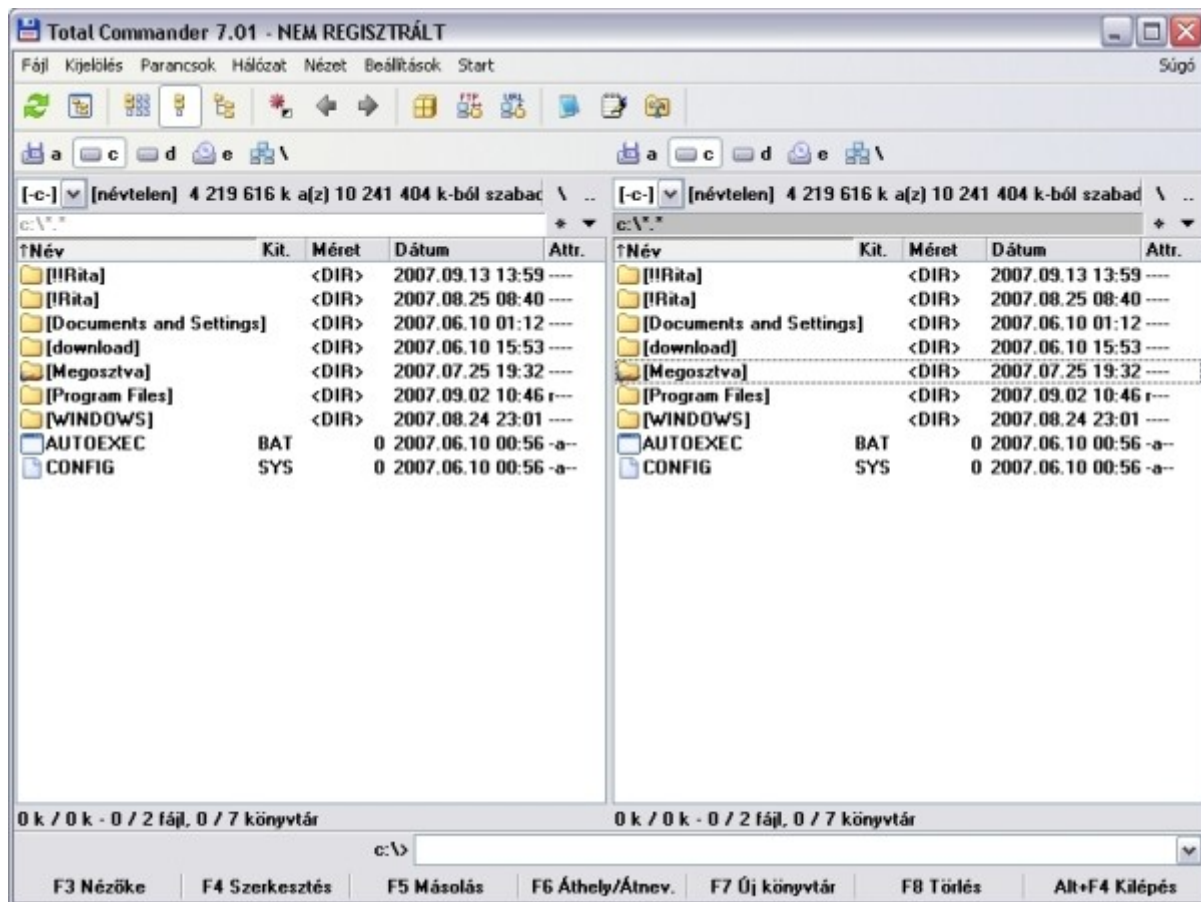 Total Commander 7.01 - NEM REGISZTRÁLT
Fájl Kijelölés Parancsok Hálózat Nézet Beállítások Start Súgó
FTP URL
a c d e \ a c d e \
[-c-] [névtelen] 4 219 616 k a(z) 10 241 404 k-ból szabad \ .. [-c-] [névtelen] 4 219 616 k a(z) 10 241 404 k-ból szabad \ ..
c:\*.* * c:\*.* *
↑Név Kit. Méret Dátum Attr. ↑Név Kit. Méret Dátum Attr.
[!!Rita] <DIR> 2007.09.13 13:59 ---- [!!Rita] <DIR> 2007.09.13 13:59 ----
[!Rita] <DIR> 2007.08.25 08:40 ---- [!Rita] <DIR> 2007.08.25 08:40 ----
[Documents and Settings] <DIR> 2007.06.10 01:12 ---- [Documents and Settings] <DIR> 2007.06.10 01:12 ----
[download] <DIR> 2007.06.10 15:53 ---- [download] <DIR> 2007.06.10 15:53 ----
[Megosztva] <DIR> 2007.07.25 19:32 ---- [Megosztva] <DIR> 2007.07.25 19:32 ----
[Program Files] <DIR> 2007.09.02 10:46 r--- [Program Files] <DIR> 2007.09.02 10:46 r---
[WINDOWS] <DIR> 2007.08.24 23:01 ---- [WINDOWS] <DIR> 2007.08.24 23:01 ----
AUTOEXEC BAT 0 2007.06.10 00:56 -a-- AUTOEXEC BAT 0 2007.06.10 00:56 -a--
CONFIG SYS 0 2007.06.10 00:56 -a-- CONFIG SYS 0 2007.06.10 00:56 -a--
0 k / 0 k - 0 / 2 fájl, 0 / 7 könyvtár 0 k / 0 k - 0 / 2 fájl, 0 / 7 könyvtár
c:\>
F3 Nézőke F4 Szerkesztés F5 Másolás F6 Áthely/Átnev. F7 Új könyvtár F8 Törlés Alt+F4 Kilépés